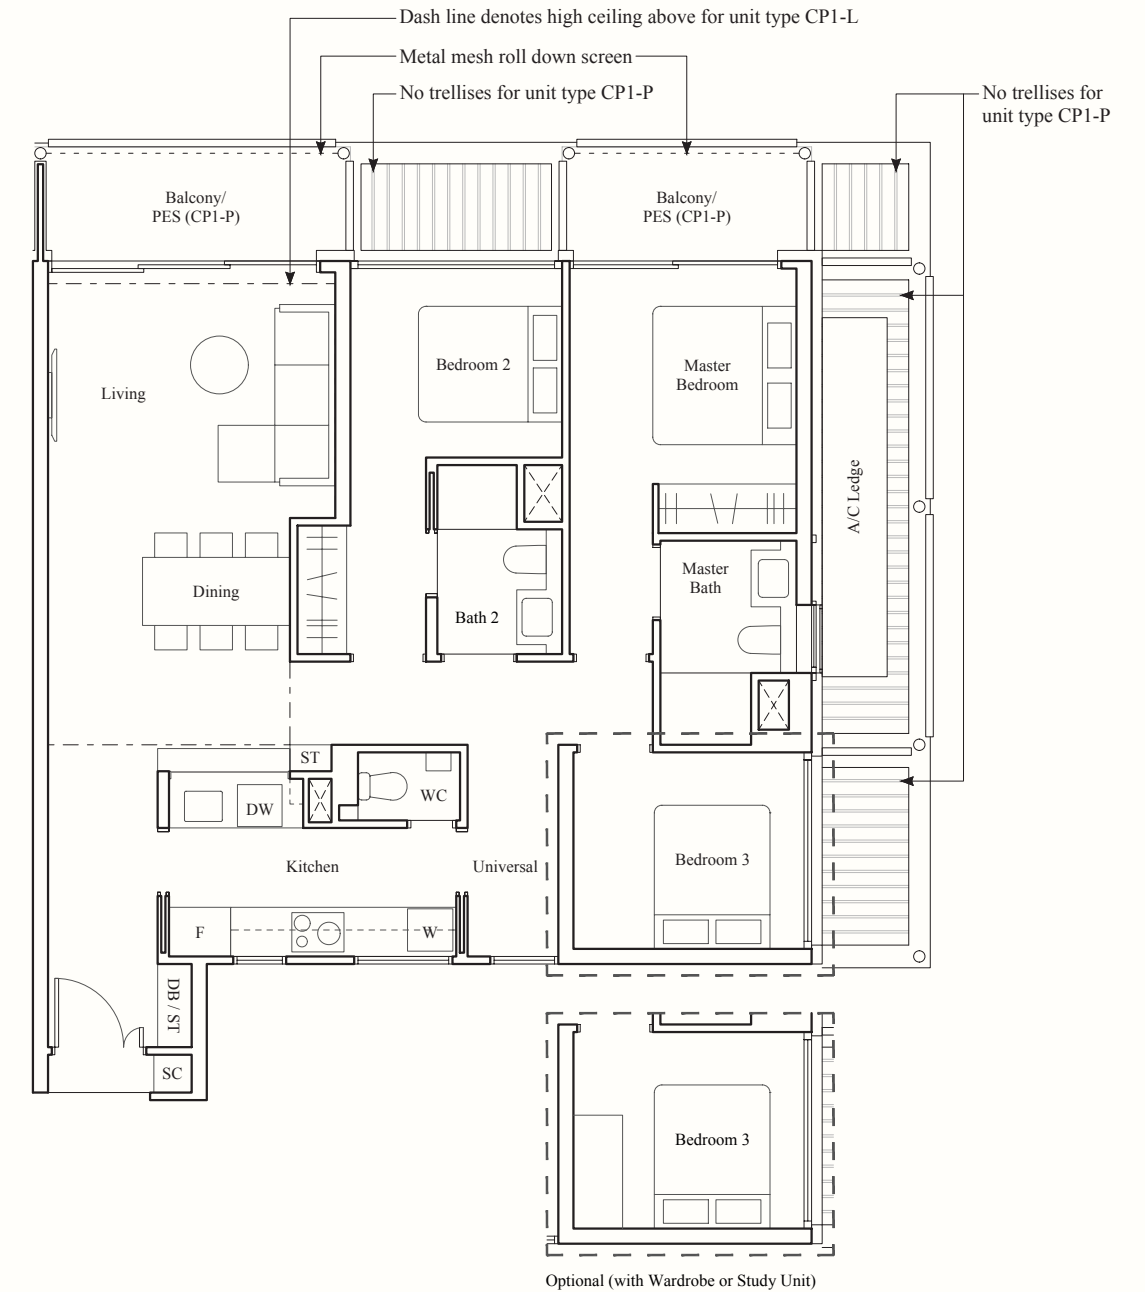 Dash line denotes high ceiling above for unit type CP1-L
Metal mesh roll down screen
No trellises for unit type CP1-P
No trellises for
unit type CP1-P
Balcony/
PES (CP1-P)
Balcony/
PES (CP1-P)
Living
Bedroom 2
Master
Bedroom
A/C Ledge
Dining
Bath 2
Master
Bath
ST
DW
WC
Kitchen
Universal
Bedroom 3
F
W
DB / ST
SC
Bedroom 3
Optional (with Wardrobe or Study Unit)